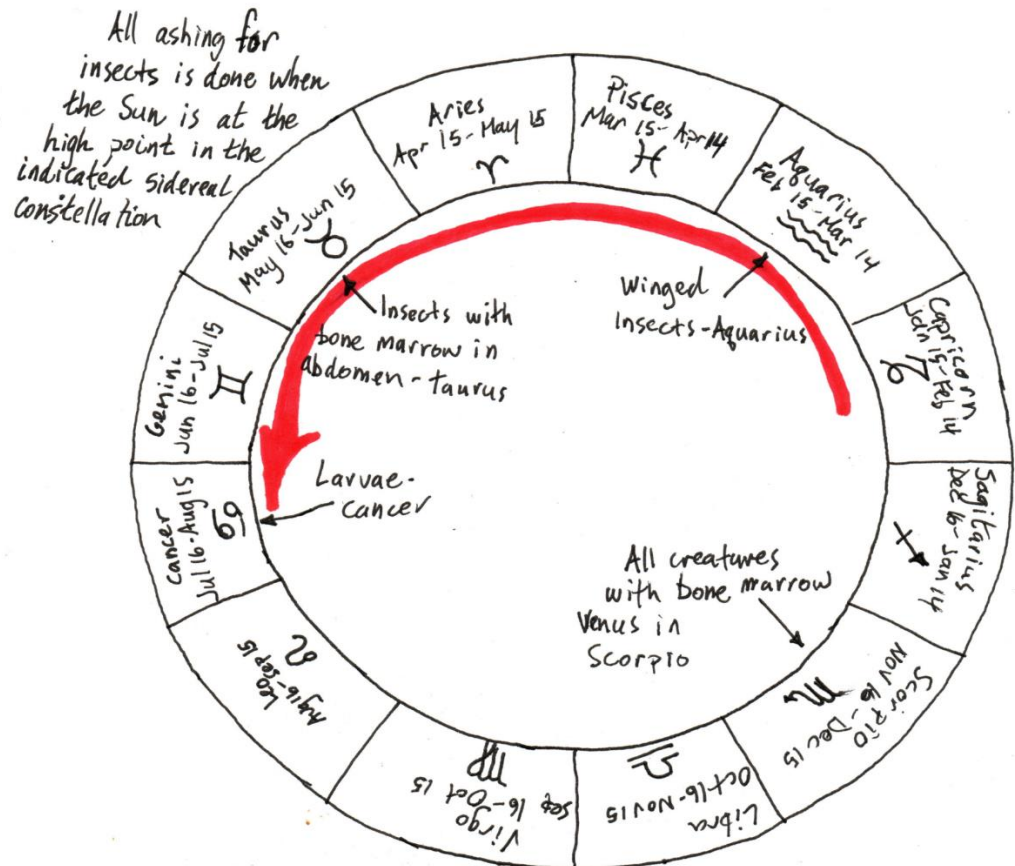 All ashing for
insects is done when
the Sun is at the
high point in the
indicated sidereal
constellation
Aries
Apr 15-May 15
♈
Pisces
Mar 15-Apr 14
♓
Aquarius
Feb 15-Mar 14
Capricorn
Jan 15-Feb 14
♑
Sagitarius
Dec 16-Jan 14
♐
Scorpio
Nov 16-Dec 15
♏
Libra
Oct 16-Nov 15
♎
Virgo
Sep 16-Oct 15
♍
Leo
Aug 16-Sep 15
♌
Cancer
Jul 16-Aug 15
♋
Gemini
Jun 16-Jul 15
♊
Taurus
May 16-Jun 15
♉
Insects with
bone marrow in
abdomen-taurus
Winged
Insects-Aquarius
Larvae-
cancer
All creatures
with bone marrow
Venus in
Scorpio